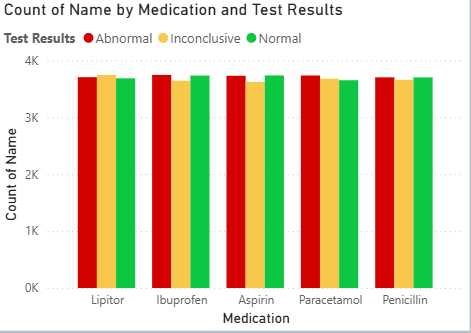 Count of Name by Medication and Test Results
Test Results Abnormal Inconclusive Normal
4K
3K
2K
1K
0K
Count of Name
Lipitor Ibuprofen Aspirin Paracetamol Penicillin
Medication